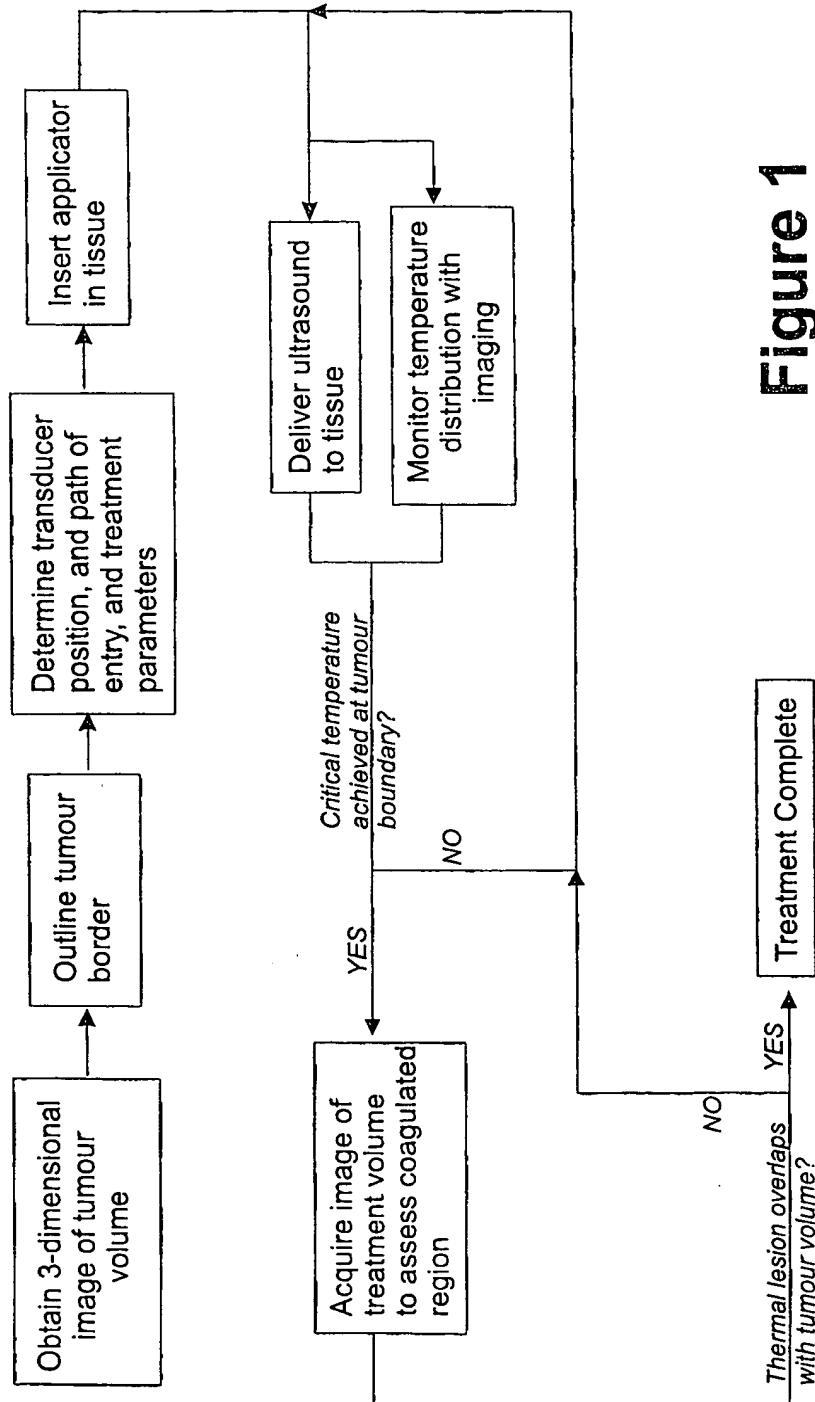 Obtain 3-dimensional
image of tumour
volume
Outline tumour
border
Determine transducer
position, and path of
entry, and treatment
parameters
Insert applicator
in tissue
Deliver ultrasound
to tissue
Monitor temperature
distribution with
imaging
Critical temperature
achieved at tumour
boundary?
YES
NO
Acquire image of
treatment volume
to assess coagulated
region
Thermal lesion overlaps
with tumour volume?
NO
YES
Treatment Complete
Figure 1